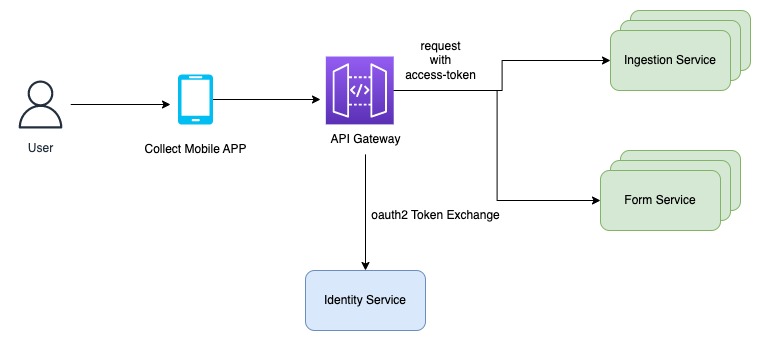 User
Collect Mobile APP
</>
API Gateway
request
with
access-token
Ingestion Service
Form Service
oauth2 Token Exchange
Identity Service